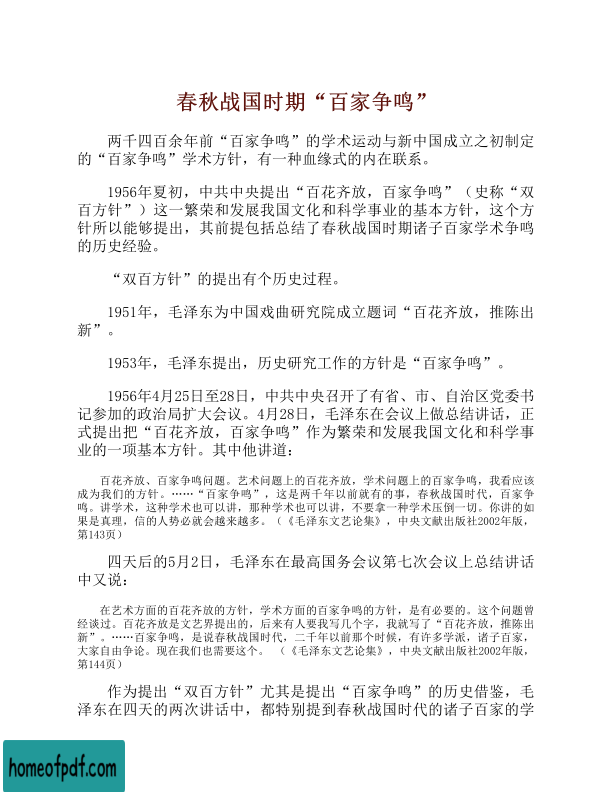 春秋战国时期“百家争鸣”
两千四百余年前“百家争鸣”的学术运动与新中国成立之初制定
的“百家争鸣”学术方针，有一种血缘式的内在联系。
1956年夏初，中共中央提出“百花齐放，百家争鸣”（史称“双
百方针”）这一繁荣和发展我国文化和科学事业的基本方针，这个方
针所以能够提出，其前提包括总结了春秋战国时期诸子百家学术争鸣
的历史经验。
“双百方针”的提出有个历史过程。
1951年，毛泽东为中国戏曲研究院成立题词“百花齐放，推陈出
新”。
1953年，毛泽东提出，历史研究工作的方针是“百家争鸣”。
1956年4月25日至28日，中共中央召开了有省、市、自治区党委书
记参加的政治局扩大会议。4月28日，毛泽东在会议上做总结讲话，正
式提出把“百花齐放，百家争鸣”作为繁荣和发展我国文化和科学事
业的一项基本方针。其中他讲道：
百花齐放、百家争鸣问题。艺术问题上的百花齐放，学术问题上的百家争鸣，我看应该
成为我们的方针。……“百家争鸣”，这是两千年以前就有的事，春秋战国时代，百家争
鸣。讲学术，这种学术也可以讲，那种学术也可以讲，不要拿一种学术压倒一切。你讲的如
果是真理，信的人势必就会越来越多。（《毛泽东文艺论集》，中央文献出版社2002年版，
第143页）
四天后的5月2日，毛泽东在最高国务会议第七次会议上总结讲话
中又说：
在艺术方面的百花齐放的方针，学术方面的百家争鸣的方针，是有必要的。这个问题曾
经谈过。百花齐放是文艺界提出的，后来有人要我写几个字，我就写了“百花齐放，推陈出
新”。……百家争鸣，是说春秋战国时代，二千年以前那个时候，有许多学派，诸子百家，
大家自由争论。现在我们也需要这个。 （《毛泽东文艺论集》，中央文献出版社2002年版，
第144页）
作为提出“双百方针”尤其是提出“百家争鸣”的历史借鉴，毛
泽东在四天的两次讲话中，都特别提到春秋战国时代的诸子百家的学
homeofpdf.com